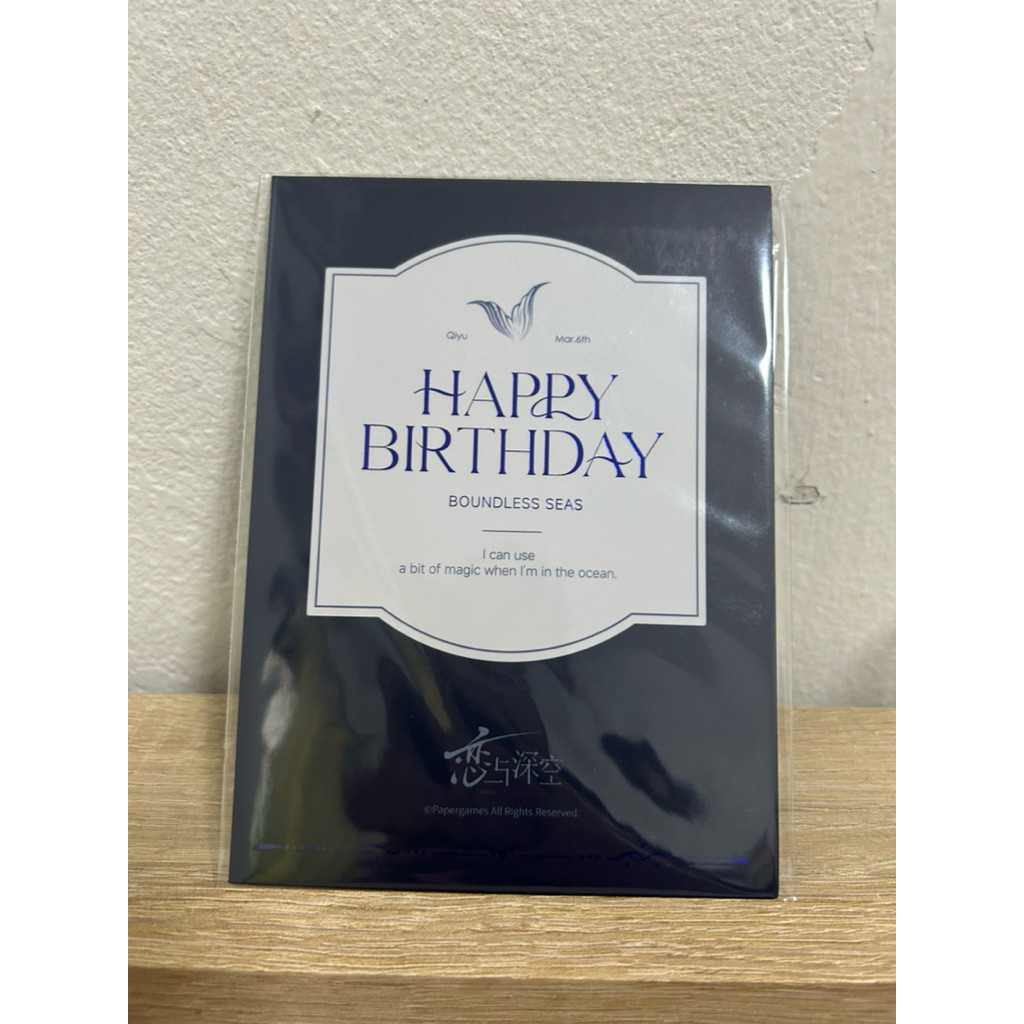 Qiyu Mar.6th
HAPPY
BIRTHDAY
BOUNDLESS SEAS
I can use
a bit of magic when I'm in the ocean.
恋与深空
©Papergames All Rights Reserved.